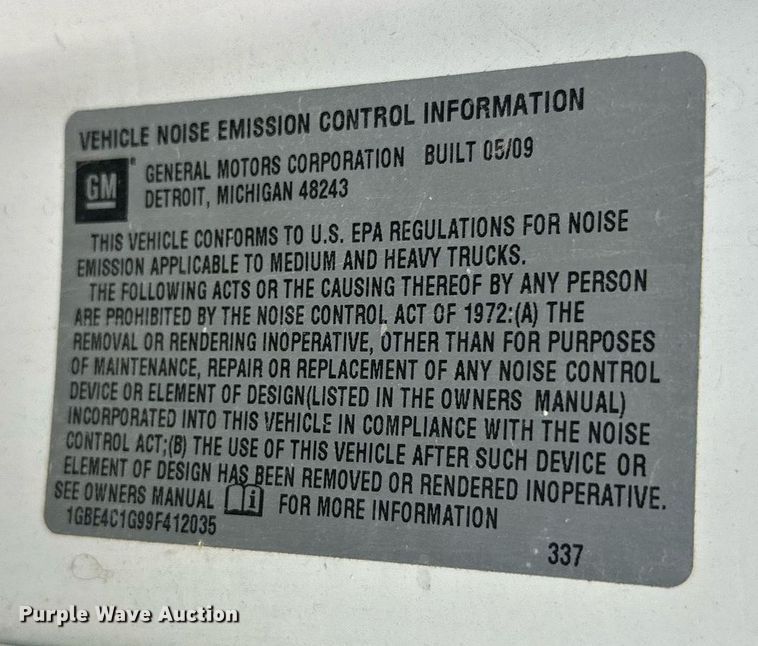 VEHICLE NOISE EMISSION CONTROL INFORMATION
GM® GENERAL MOTORS CORPORATION BUILT 05/09
DETROIT, MICHIGAN 48243
THIS VEHICLE CONFORMS TO U.S. EPA REGULATIONS FOR NOISE
EMISSION APPLICABLE TO MEDIUM AND HEAVY TRUCKS.
THE FOLLOWING ACTS OR THE CAUSING THEREOF BY ANY PERSON
ARE PROHIBITED BY THE NOISE CONTROL ACT OF 1972:(A) THE
REMOVAL OR RENDERING INOPERATIVE, OTHER THAN FOR PURPOSES
OF MAINTENANCE, REPAIR OR REPLACEMENT OF ANY NOISE CONTROL
DEVICE OR ELEMENT OF DESIGN(LISTED IN THE OWNERS MANUAL)
INCORPORATED INTO THIS VEHICLE IN COMPLIANCE WITH THE NOISE
CONTROL ACT;(B) THE USE OF THIS VEHICLE AFTER SUCH DEVICE OR
ELEMENT OF DESIGN HAS BEEN REMOVED OR RENDERED INOPERATIVE.
SEE OWNERS MANUAL i FOR MORE INFORMATION
1GBE4C1G99F412035
337
Purple Wave Auction